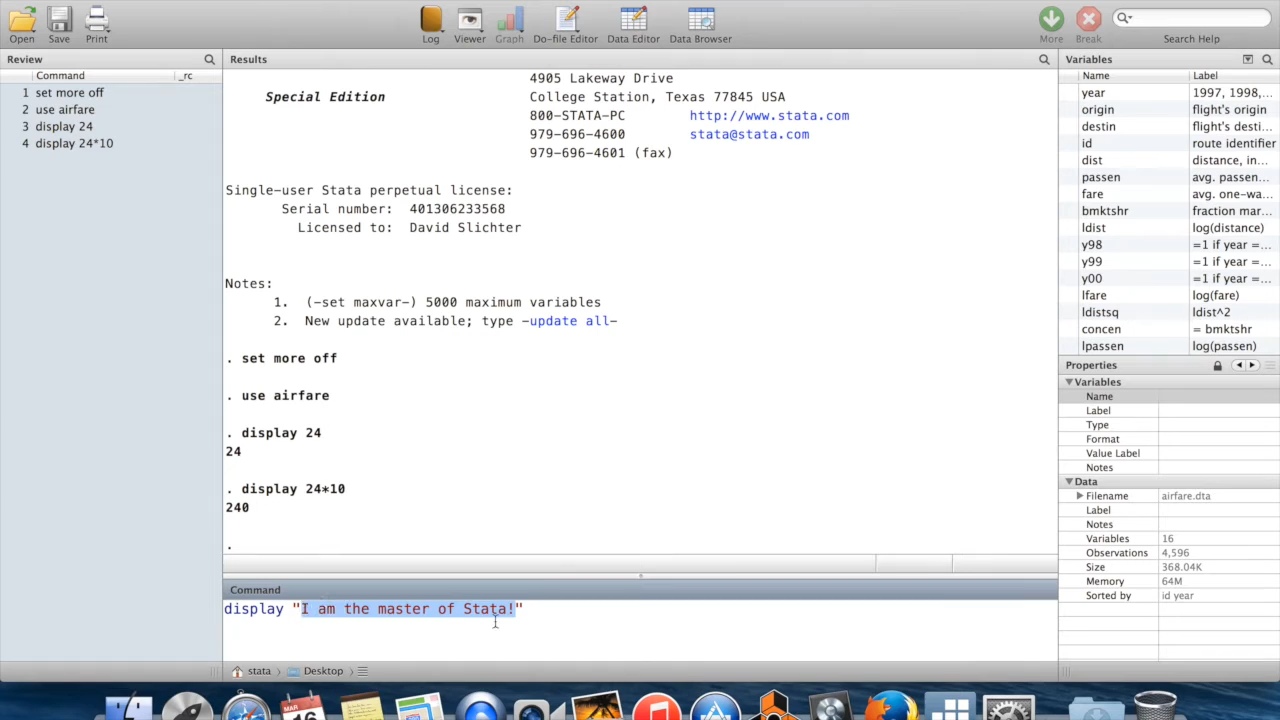 Open
Save
Print
Log
Viewer
Graph
Do-file Editor
Data Editor
Data Browser
More
Break
Search Help
Review
Command _rc
1 set more off
2 use airfare
3 display 24
4 display 24*10
Results
4905 Lakeway Drive
Special Edition College Station, Texas 77845 USA
800-STATA-PC http://www.stata.com
979-696-4600 stata@stata.com
979-696-4601 (fax)
Single-user Stata perpetual license:
Serial number: 401306233568
Licensed to: David Slichter
Notes:
1. (-set maxvar-) 5000 maximum variables
2. New update available; type -update all-
. set more off
. use airfare
. display 24
24
. display 24*10
240
.
Command
display "I am the master of Stata!"
stata
Desktop
Variables
Name Label
year 1997, 1998,...
origin flight's origin
destin flight's desti...
id route identifier
dist distance, in...
passen avg. passen...
fare avg. one-wa...
bmktshr fraction mar...
ldist log(distance)
y98 =1 if year =...
y99 =1 if year =...
y00 =1 if year =...
lfare log(fare)
ldistsq ldist^2
concen = bmktshr
lpassen log(passen)
Properties
Variables
Name
Label
Type
Format
Value Label
Notes
Data
Filename airfare.dta
Label
Notes
Variables 16
Observations 4,596
Size 368.04K
Memory 64M
Sorted by id year
MAR
16